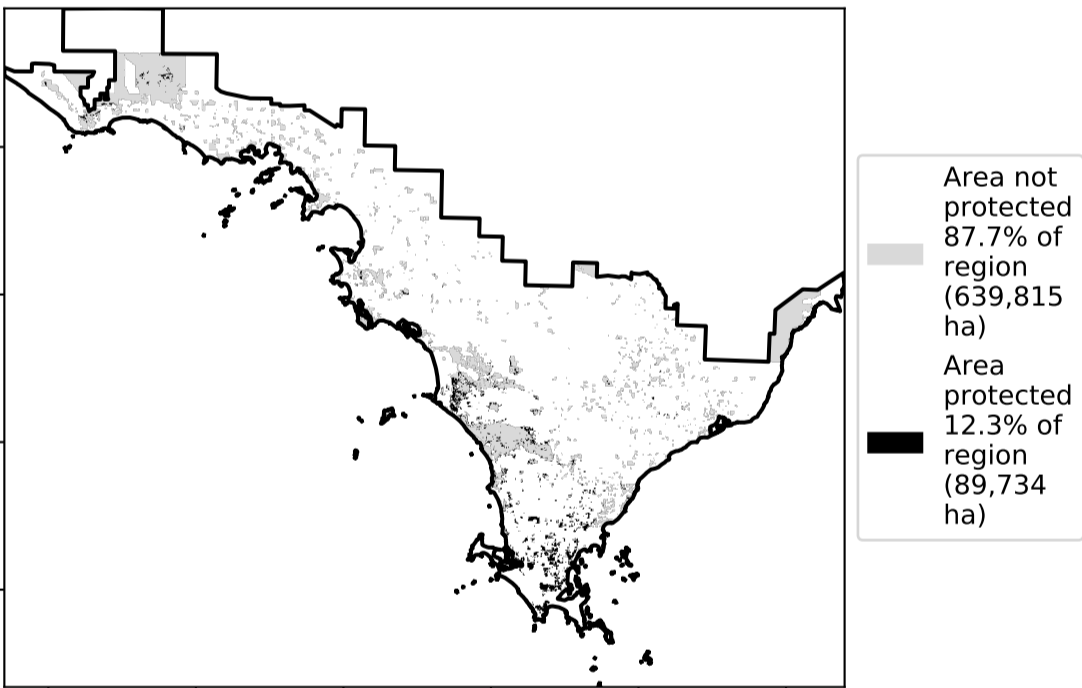 Area not
protected
87.7% of
region
(639,815
ha)
Area
protected
12.3% of
region
(89,734
ha)